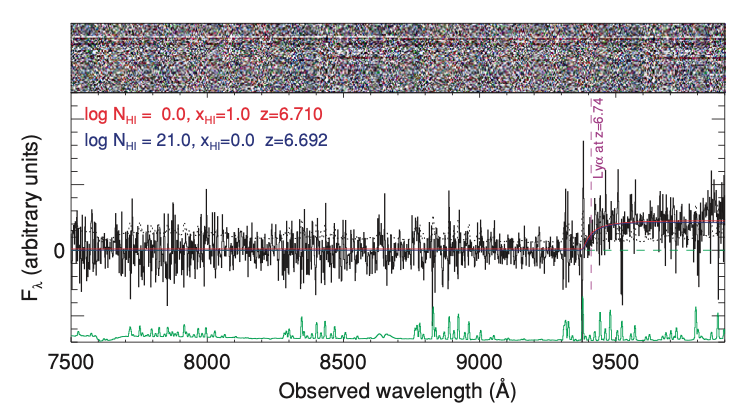 log N_HI = 0.0, x_HI=1.0 z=6.710
log N_HI = 21.0, x_HI=0.0 z=6.692
Lyα at z=6.74
F_λ (arbitrary units)
0
7500 8000 8500 9000 9500
Observed wavelength (Å)